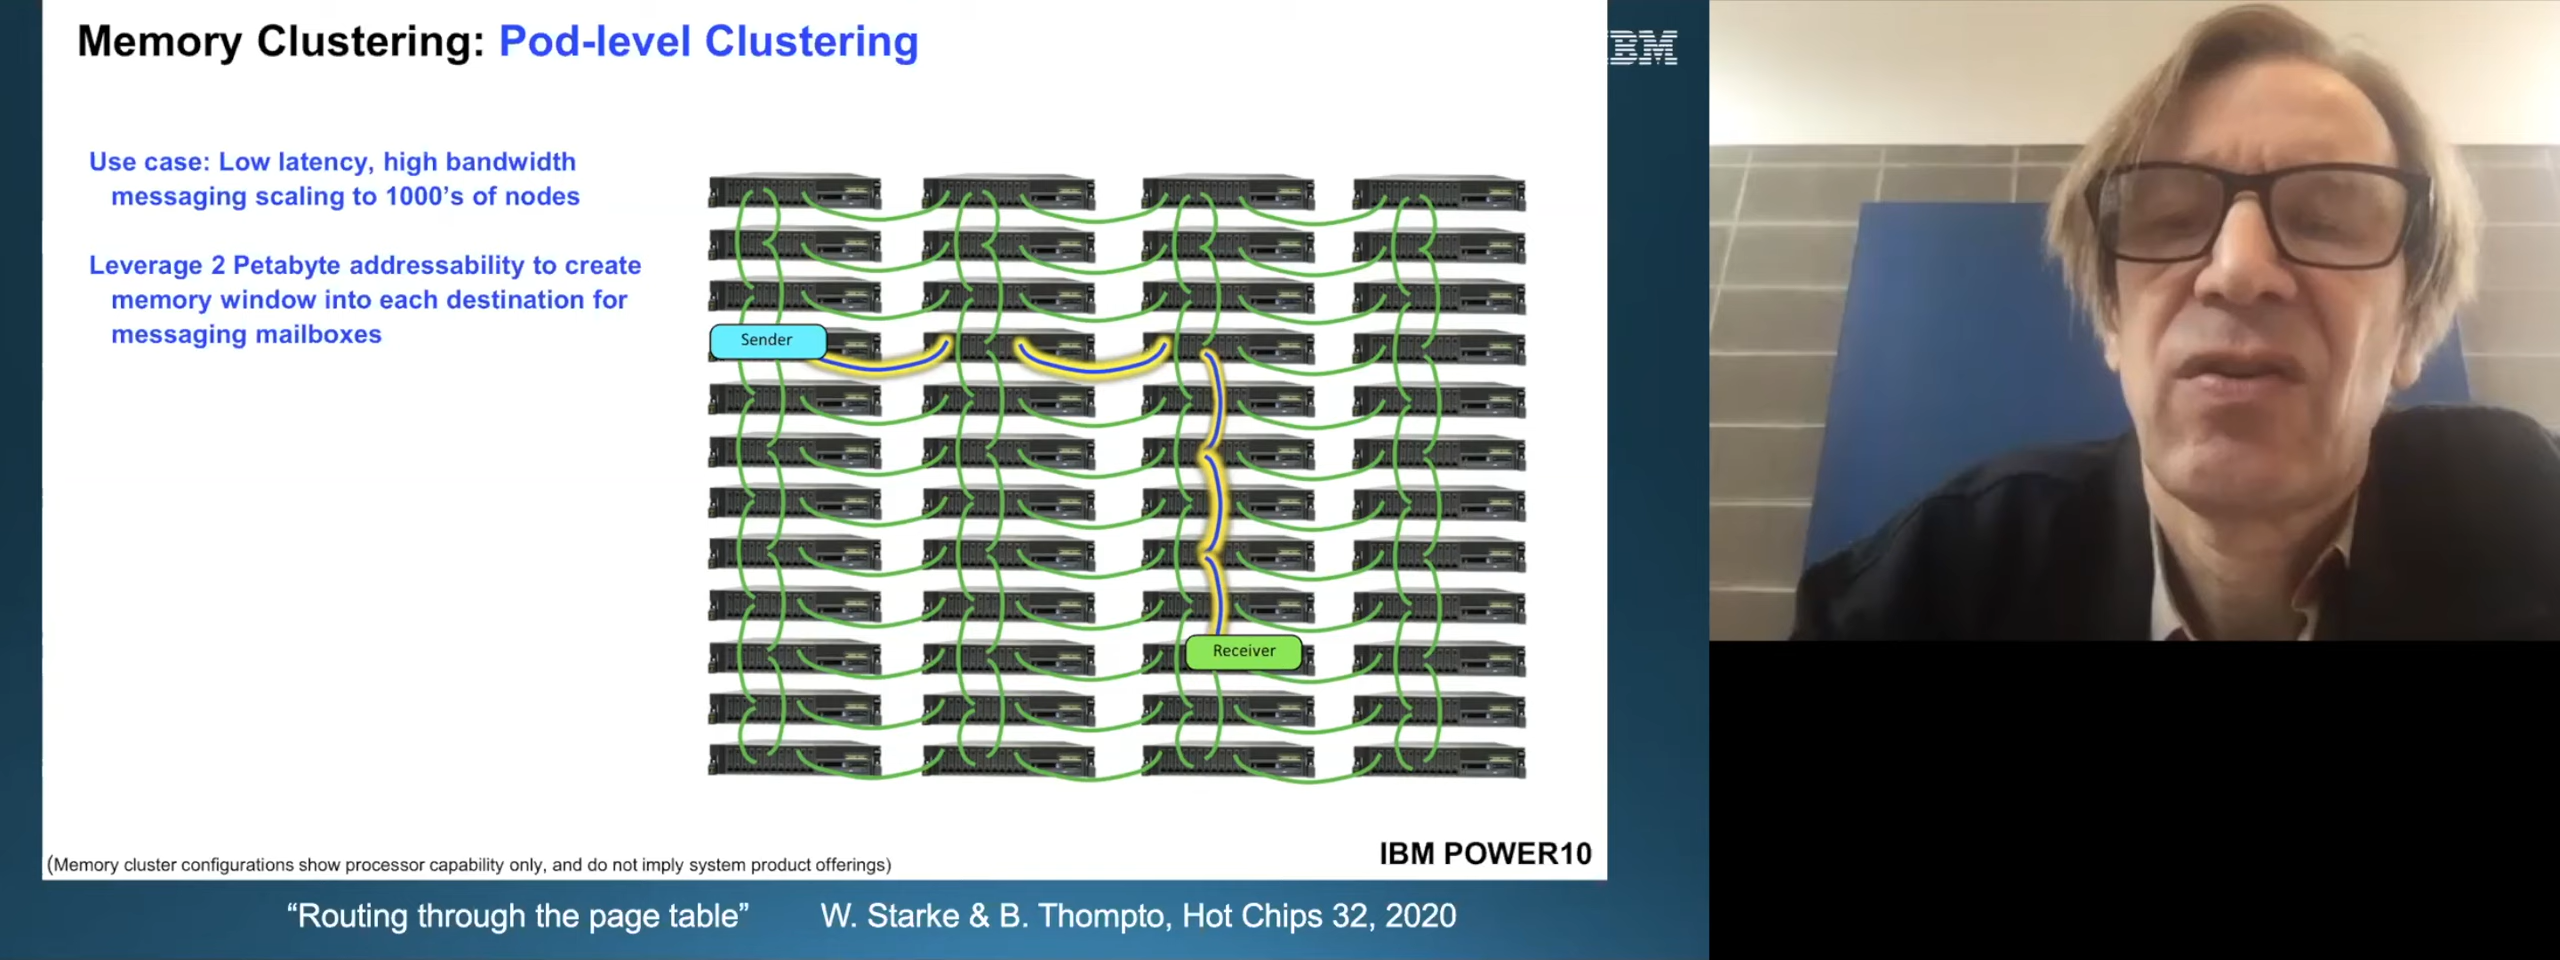 Memory Clustering: Pod-level Clustering
IBM
Use case: Low latency, high bandwidth
messaging scaling to 1000's of nodes
Leverage 2 Petabyte addressability to create
memory window into each destination for
messaging mailboxes
Sender
Receiver
(Memory cluster configurations show processor capability only, and do not imply system product offerings)
IBM POWER10
“Routing through the page table” W. Starke & B. Thompto, Hot Chips 32, 2020